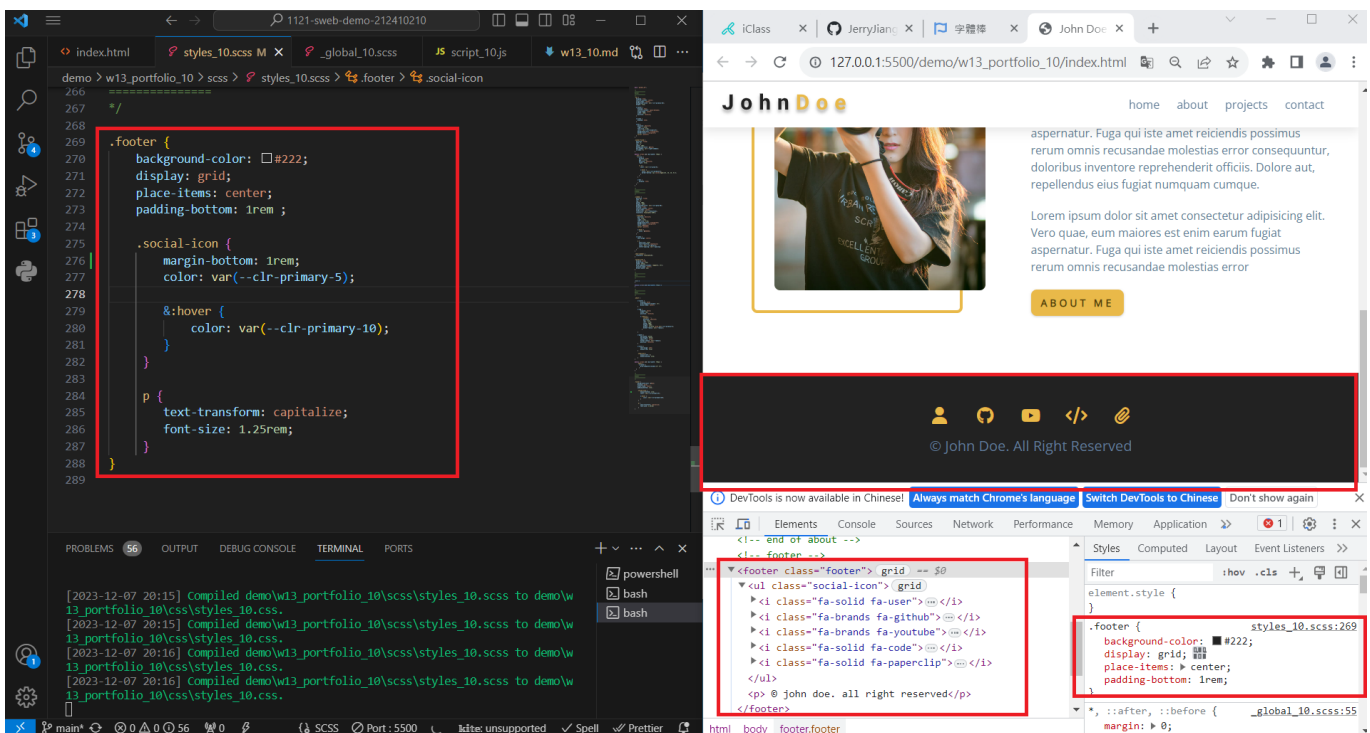 1121-sweb-demo-212410210
index.html
styles_10.scss M
_global_10.scss
JS script_10.js
w13_10.md
demo > w13_portfolio_10 > scss > styles_10.scss > .footer > .social-icon
266 ===============
267 */
268
269 .footer {
270 background-color: #222;
271 display: grid;
272 place-items: center;
273 padding-bottom: 1rem ;
274
275 .social-icon {
276 margin-bottom: 1rem;
277 color: var(--clr-primary-5);
278
279 &:hover {
280 color: var(--clr-primary-10);
281 }
282 }
283
284 p {
285 text-transform: capitalize;
286 font-size: 1.25rem;
287 }
288 }
289
4
3
1
PROBLEMS 56 OUTPUT DEBUG CONSOLE TERMINAL PORTS
powershell
bash
bash
[2023-12-07 20:15] Compiled demo\w13_portfolio_10\scss\styles_10.scss to demo\w
13_portfolio_10\css\styles_10.css.
[2023-12-07 20:15] Compiled demo\w13_portfolio_10\scss\styles_10.scss to demo\w
13_portfolio_10\css\styles_10.css.
[2023-12-07 20:16] Compiled demo\w13_portfolio_10\scss\styles_10.scss to demo\w
13_portfolio_10\css\styles_10.css.
[2023-12-07 20:16] Compiled demo\w13_portfolio_10\scss\styles_10.scss to demo\w
13_portfolio_10\css\styles_10.css.
main* 0 0 56 0 SCSS Port : 5500 unsupported Spell Prettier
iClass
JerryJiang
字體棒
John Doe
127.0.0.1:5500/demo/w13_portfolio_10/index.html
JohnDoe
home about projects contact
aspernatur. Fuga qui iste amet reiciendis possimus
rerum omnis recusandae molestias error consequuntur,
doloribus inventore reprehenderit officiis. Dolore aut,
repellendus eius fugiat numquam cumque.
Lorem ipsum dolor sit amet consectetur adipisicing elit.
Vero quae, eum maiores est enim earum fugiat
aspernatur. Fuga qui iste amet reiciendis possimus
rerum omnis recusandae molestias error
ABOUT ME
© John Doe. All Right Reserved
DevTools is now available in Chinese! Always match Chrome's language Switch DevTools to Chinese Don't show again
Elements Console Sources Network Performance Memory Application 1
<!-- end of about -->
<!-- footer -->
<footer class="footer"> grid == $0
<ul class="social-icon"> grid
<i class="fa-solid fa-user">…</i>
<i class="fa-brands fa-github">…</i>
<i class="fa-brands fa-youtube">…</i>
<i class="fa-solid fa-code">…</i>
<i class="fa-solid fa-paperclip">…</i>
</ul>
<p> © john doe. all right reserved</p>
</footer>
html body footer.footer
Styles Computed Layout Event Listeners
Filter :hov .cls
element.style {
}
.footer { styles_10.scss:269
background-color: #222;
display: grid;
place-items: center;
padding-bottom: 1rem;
}
*, ::after, ::before { _global_10.scss:55
margin: 0;